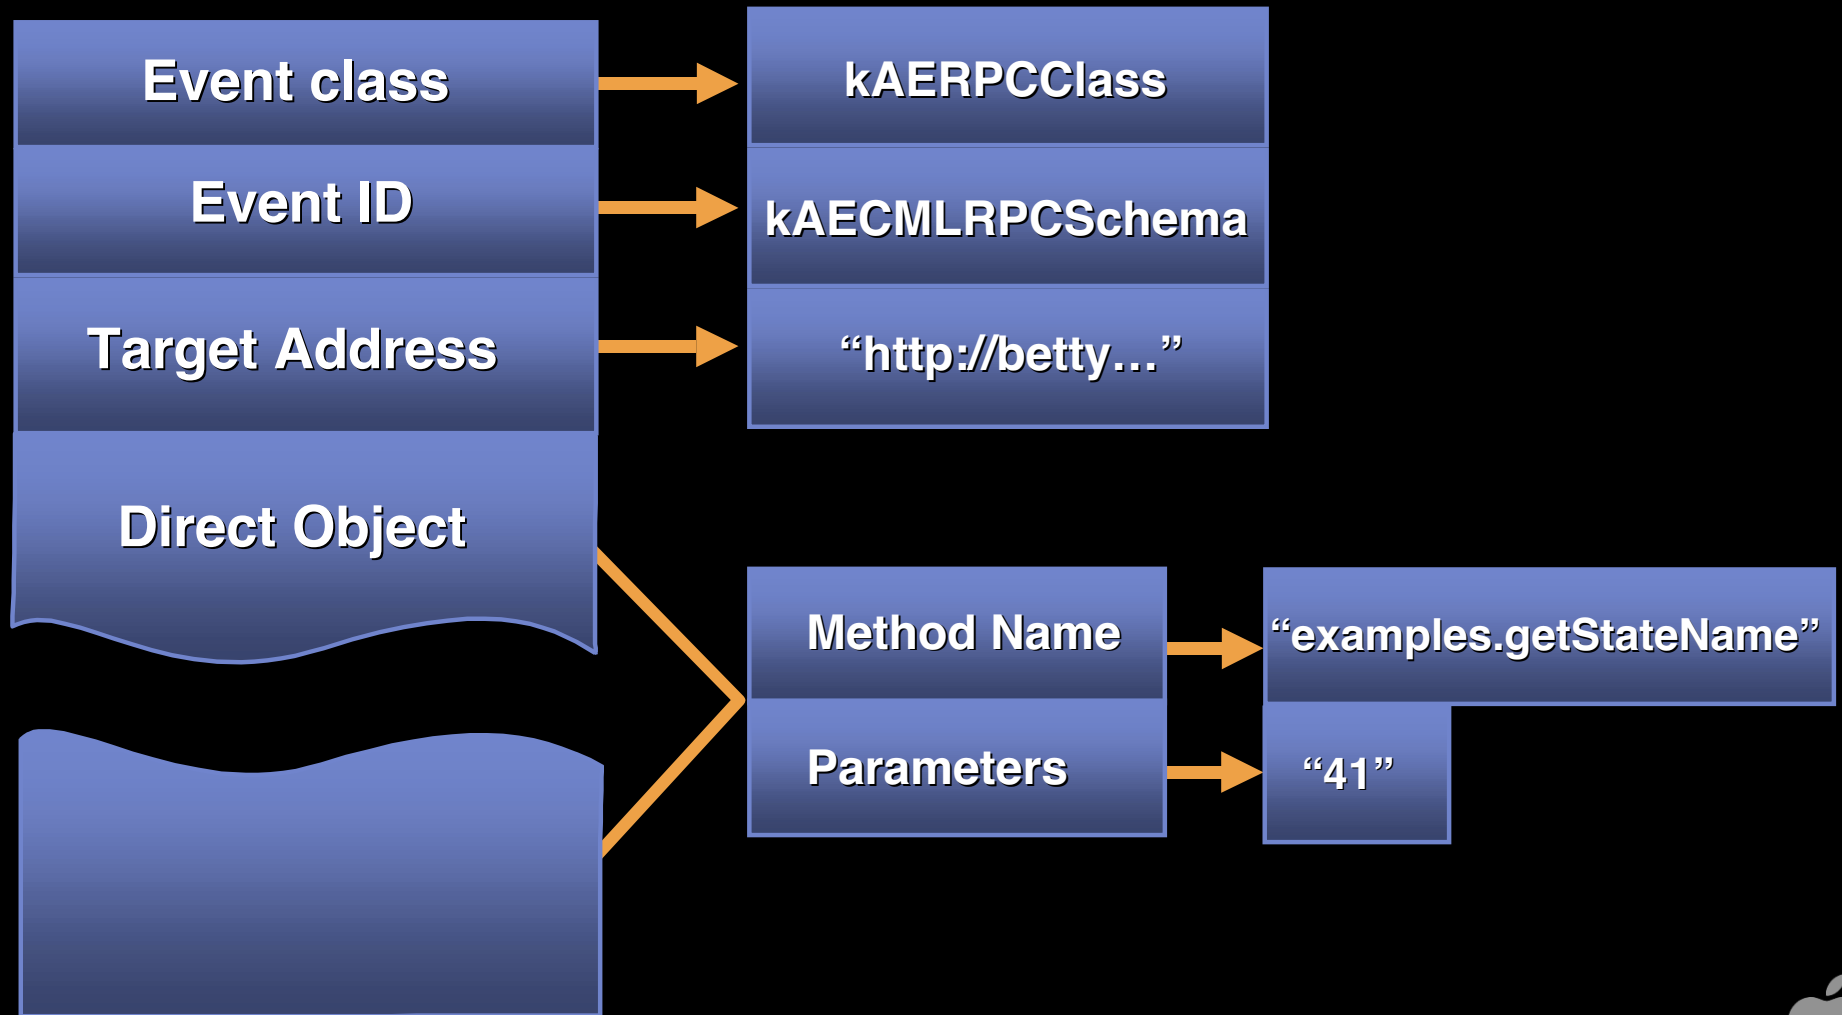 Event class
kAERPCClass
Event ID
kAECMLRPCSchema
Target Address
“http://betty…”
Direct Object
Method Name
“examples.getStateName”
Parameters
“41”